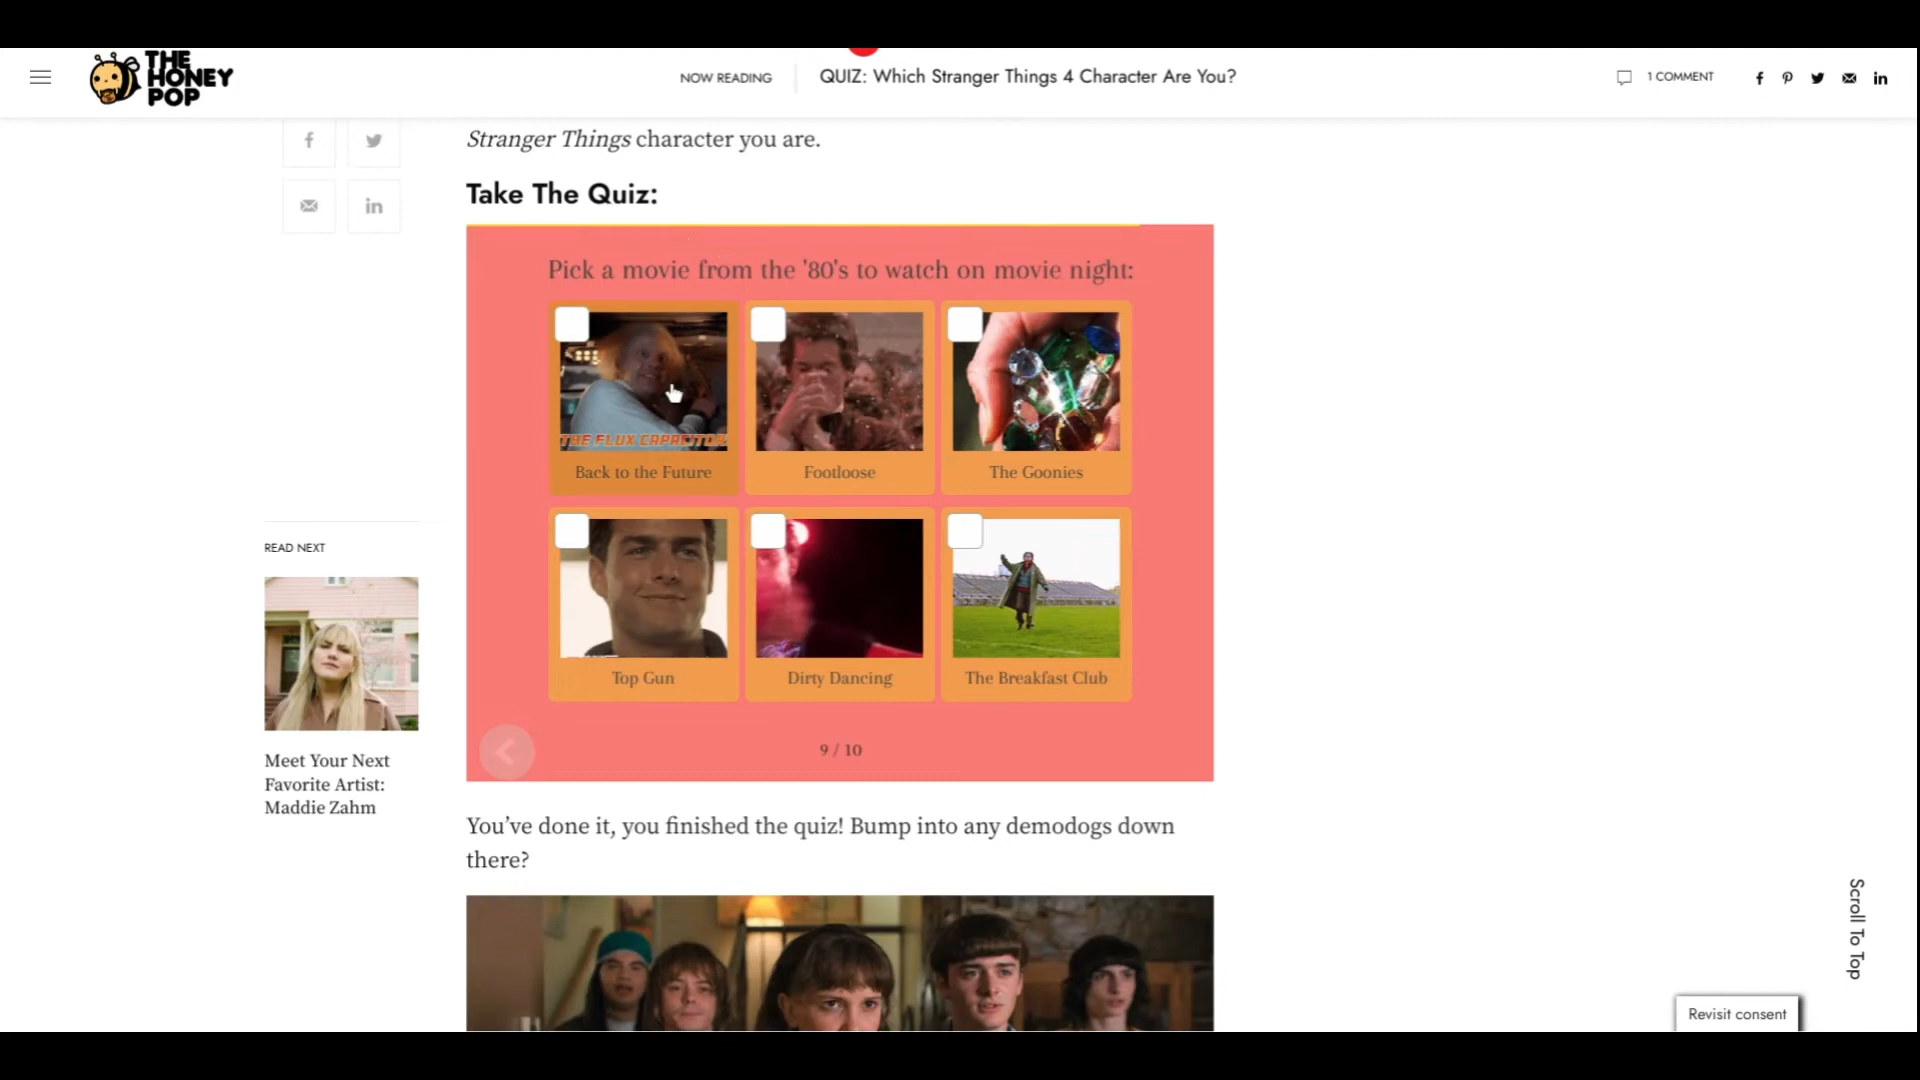 THE
HONEY
POP
NOW READING
QUIZ: Which Stranger Things 4 Character Are You?
1 COMMENT
Stranger Things character you are.
Take The Quiz:
Pick a movie from the '80's to watch on movie night:
THE FLUX CAPACITOR
Back to the Future
Footloose
The Goonies
Top Gun
Dirty Dancing
The Breakfast Club
9 / 10
READ NEXT
Meet Your Next
Favorite Artist:
Maddie Zahm
You've done it, you finished the quiz! Bump into any demodogs down
there?
Scroll To Top
Revisit consent